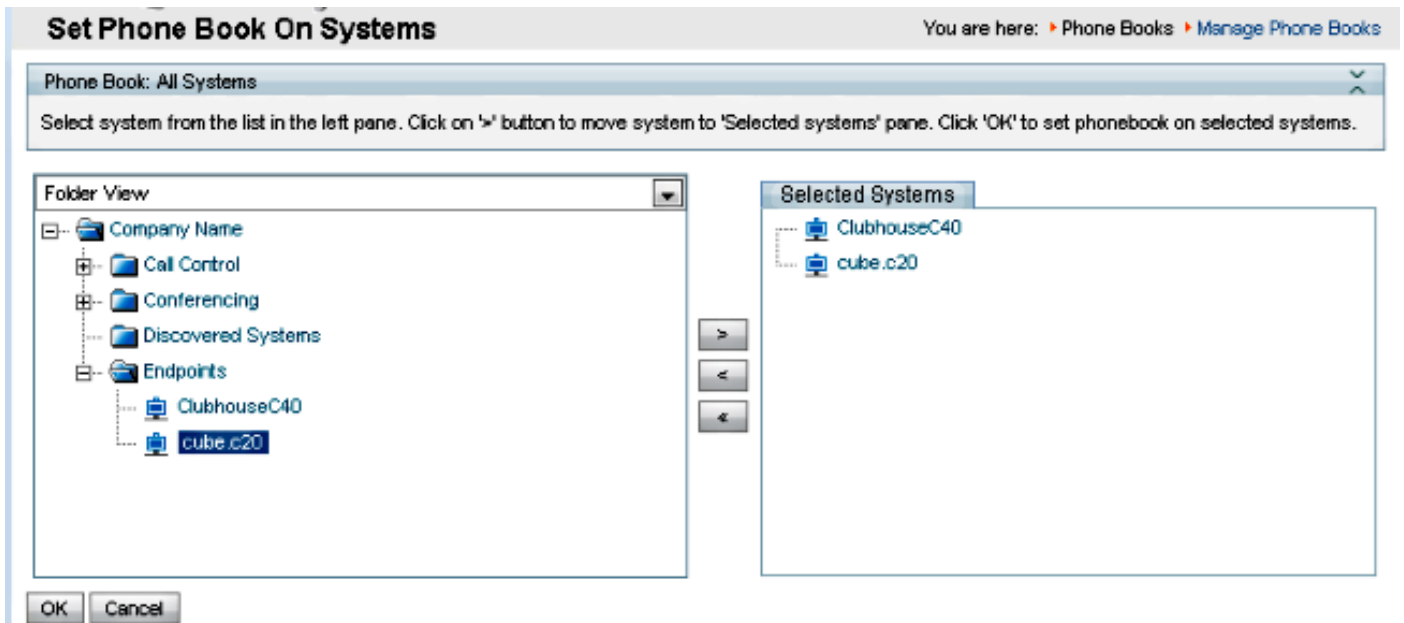 Set Phone Book On Systems
You are here: Phone Books Manage Phone Books
Phone Book: All Systems
Select system from the list in the left pane. Click on '>' button to move system to 'Selected systems' pane. Click 'OK' to set phonebook on selected systems.
Folder View
Company Name
Call Control
Conferencing
Discovered Systems
Endpoints
ClubhouseC40
cube.c20
>
<
«
Selected Systems
ClubhouseC40
cube.c20
OK Cancel